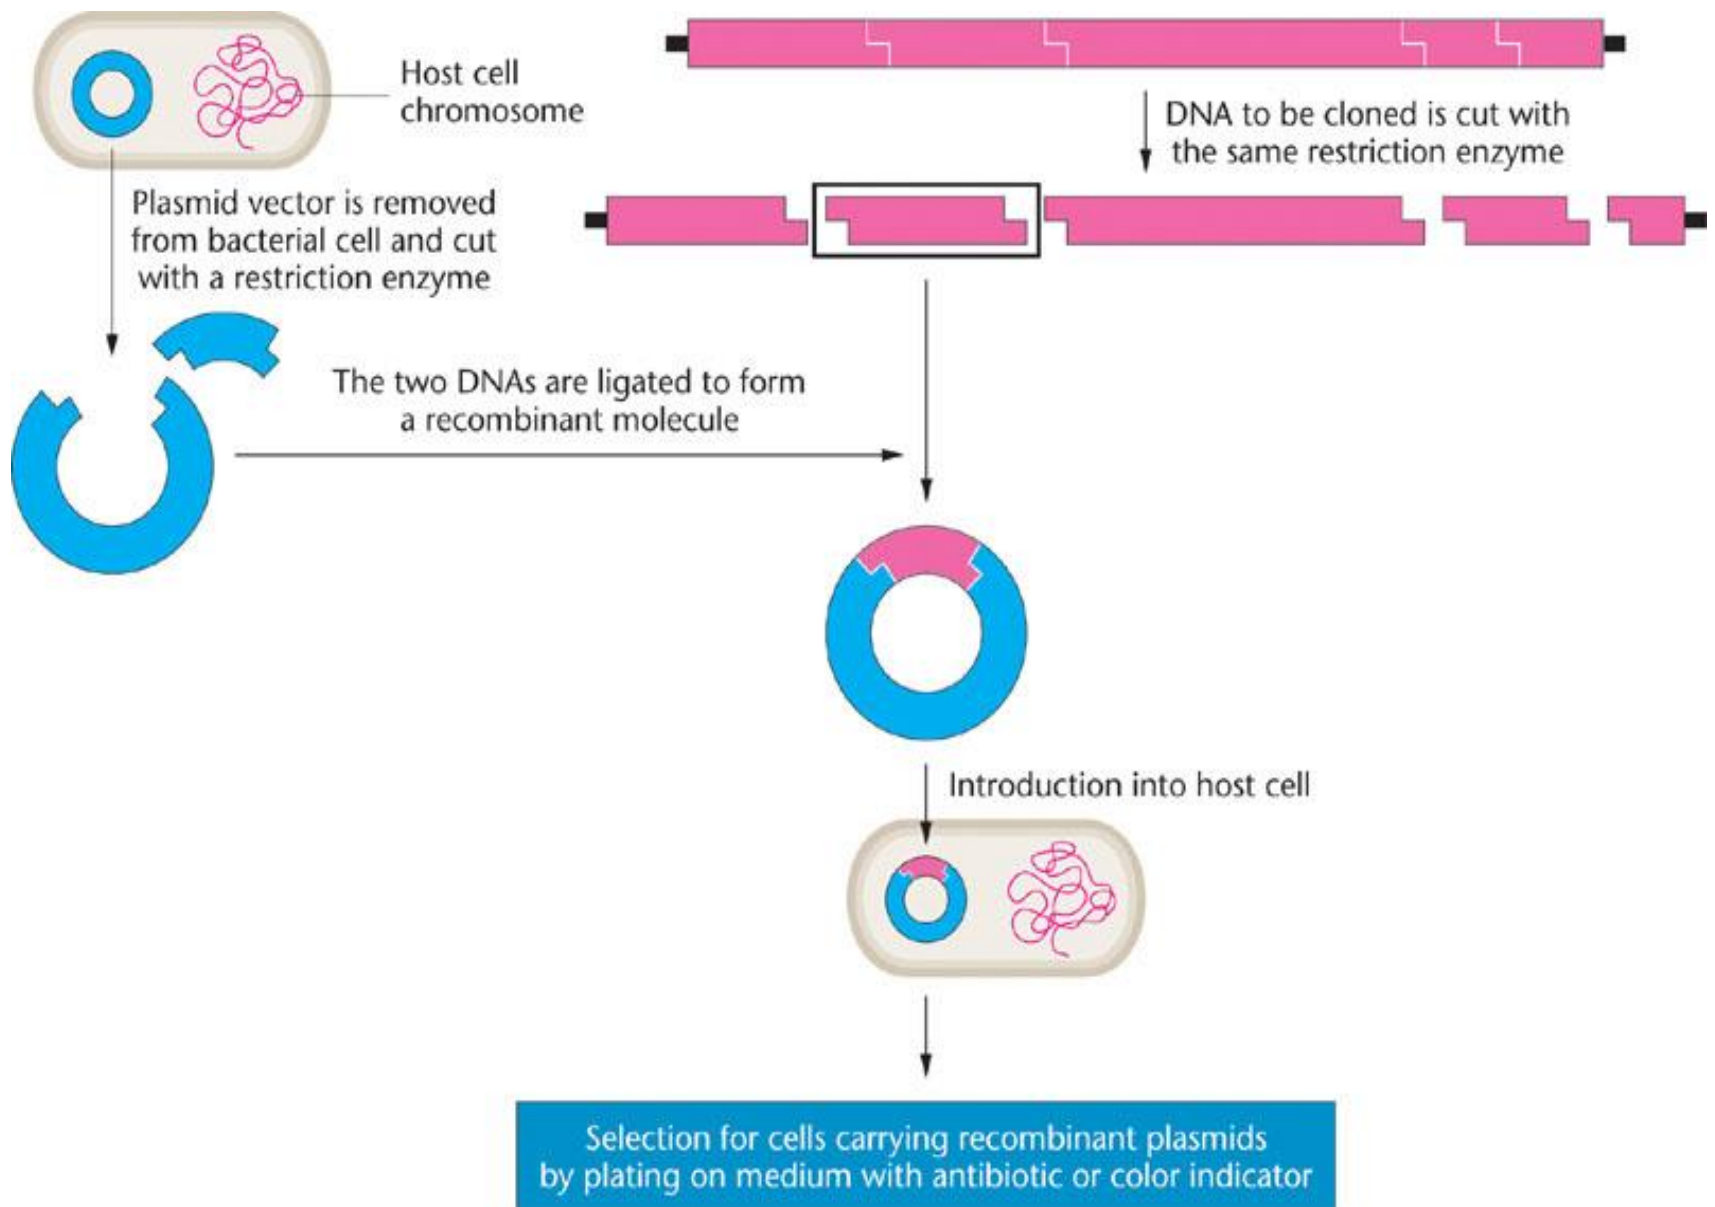 Host cell
chromosome
DNA to be cloned is cut with
the same restriction enzyme
Plasmid vector is removed
from bacterial cell and cut
with a restriction enzyme
The two DNAs are ligated to form
a recombinant molecule
Introduction into host cell
Selection for cells carrying recombinant plasmids
by plating on medium with antibiotic or color indicator